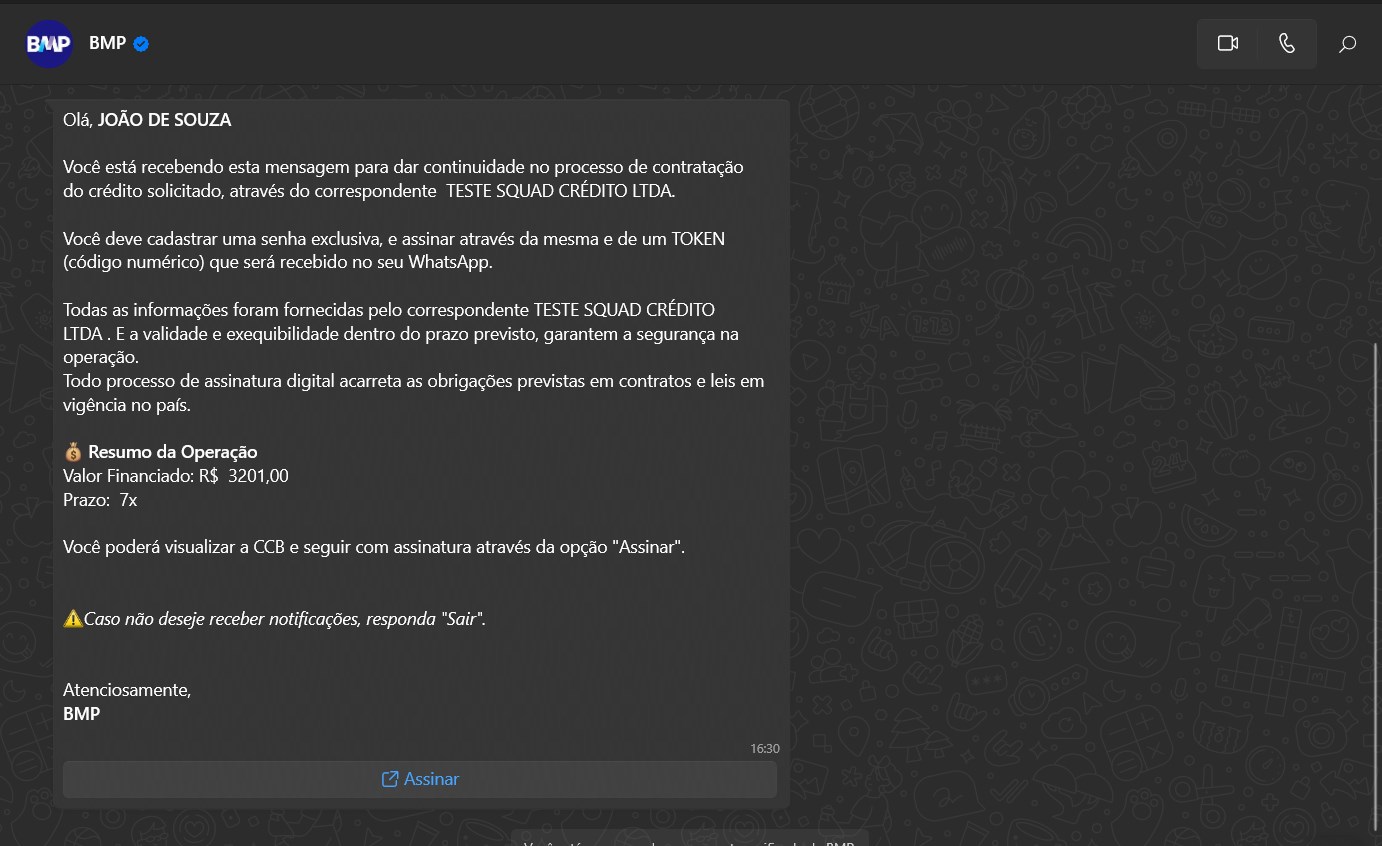 BMP
BMP
Olá, JOÃO DE SOUZA
Você está recebendo esta mensagem para dar continuidade no processo de contratação
do crédito solicitado, através do correspondente  TESTE SQUAD CRÉDITO LTDA.
Você deve cadastrar uma senha exclusiva, e assinar através da mesma e de um TOKEN
(código numérico) que será recebido no seu WhatsApp.
Todas as informações foram fornecidas pelo correspondente TESTE SQUAD CRÉDITO
LTDA . E a validade e exequibilidade dentro do prazo previsto, garantem a segurança na
operação.
Todo processo de assinatura digital acarreta as obrigações previstas em contratos e leis em
vigência no país.
💰 Resumo da Operação
Valor Financiado: R$  3201,00
Prazo:  7x
Você poderá visualizar a CCB e seguir com assinatura através da opção "Assinar".
⚠️Caso não deseje receber notificações, responda "Sair".
Atenciosamente,
BMP
16:30
Assinar